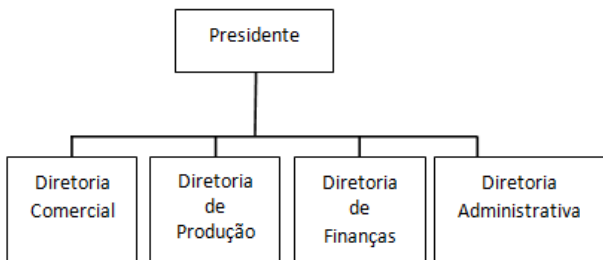 Presidente
Diretoria
Comercial
Diretoria
de
Produção
Diretoria
de
Finanças
Diretoria
Administrativa